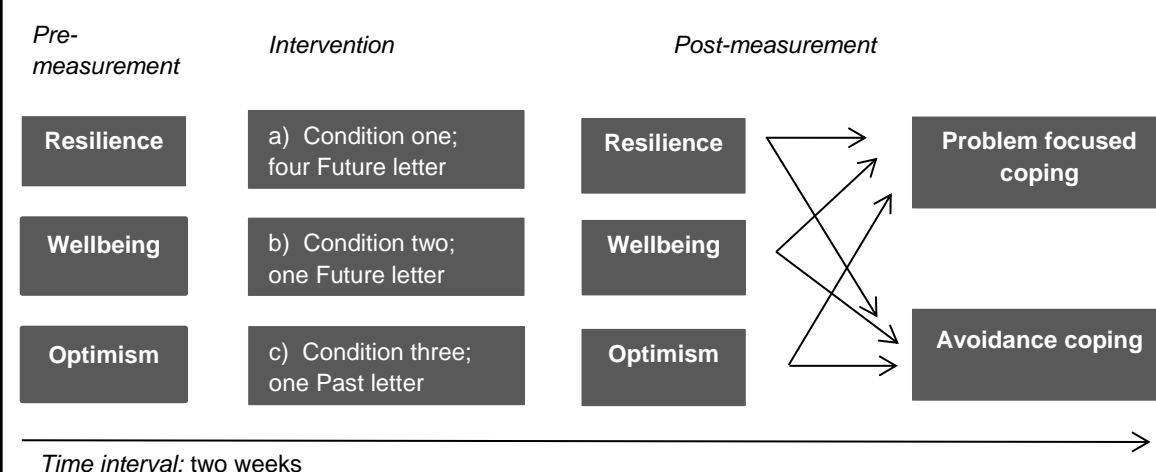 Pre-
measurement
Intervention
Post-measurement
Resilience
a) Condition one;
four Future letter
Resilience
Problem focused
coping
Wellbeing
b) Condition two;
one Future letter
Wellbeing
Optimism
c) Condition three;
one Past letter
Optimism
Avoidance coping
Time interval: two weeks